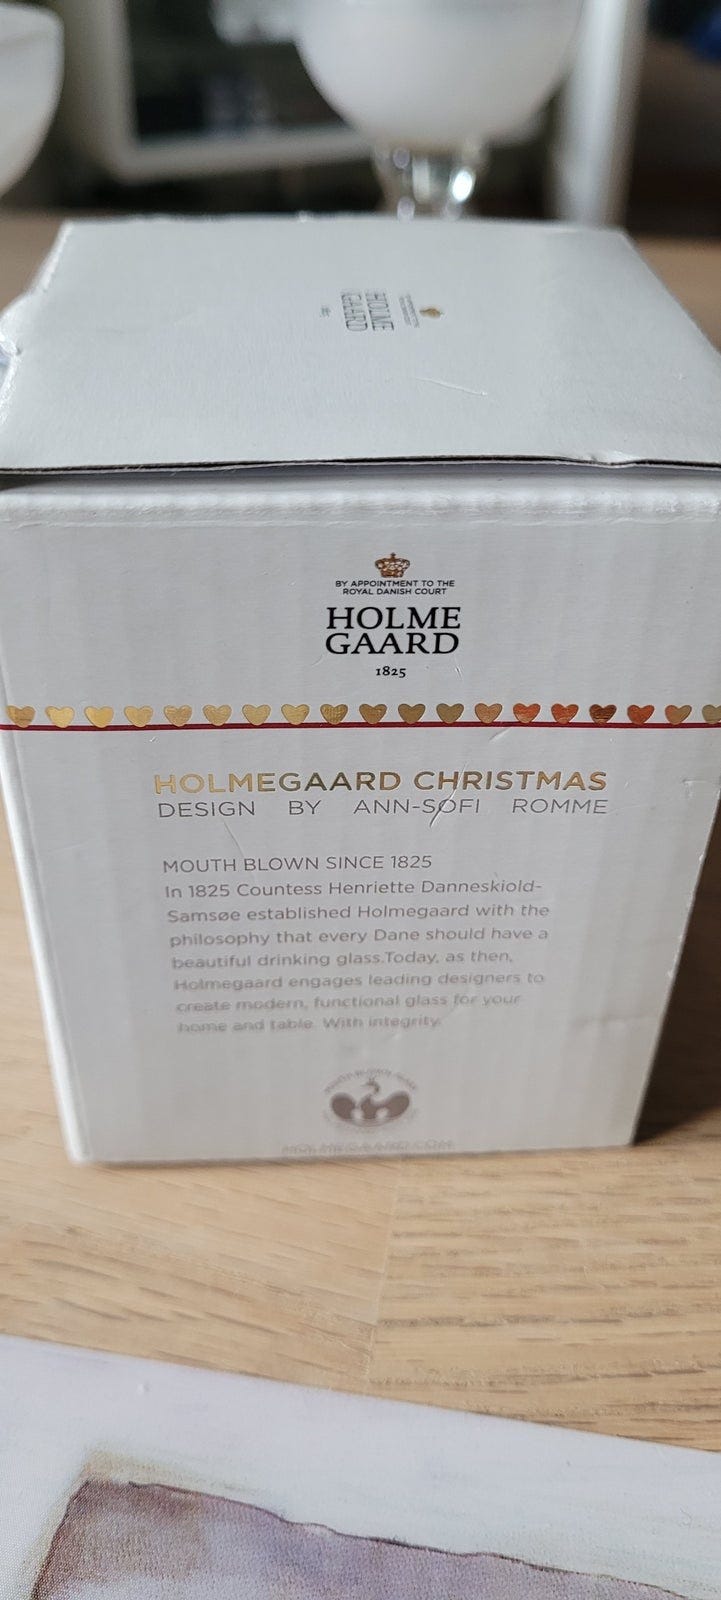 HOLME
GAARD
BY APPOINTMENT TO THE
ROYAL DANISH COURT
HOLME
GAARD
1825
HOLMEGAARD CHRISTMAS
DESIGN BY ANN-SOFI ROMME
MOUTH BLOWN SINCE 1825
In 1825 Countess Henriette Danneskiold-
Samsøe established Holmegaard with the
philosophy that every Dane should have a
beautiful drinking glass.Today, as then,
Holmegaard engages leading designers to
create modern, functional glass for your
home and table. With integrity.
HOLMEGAARD.COM